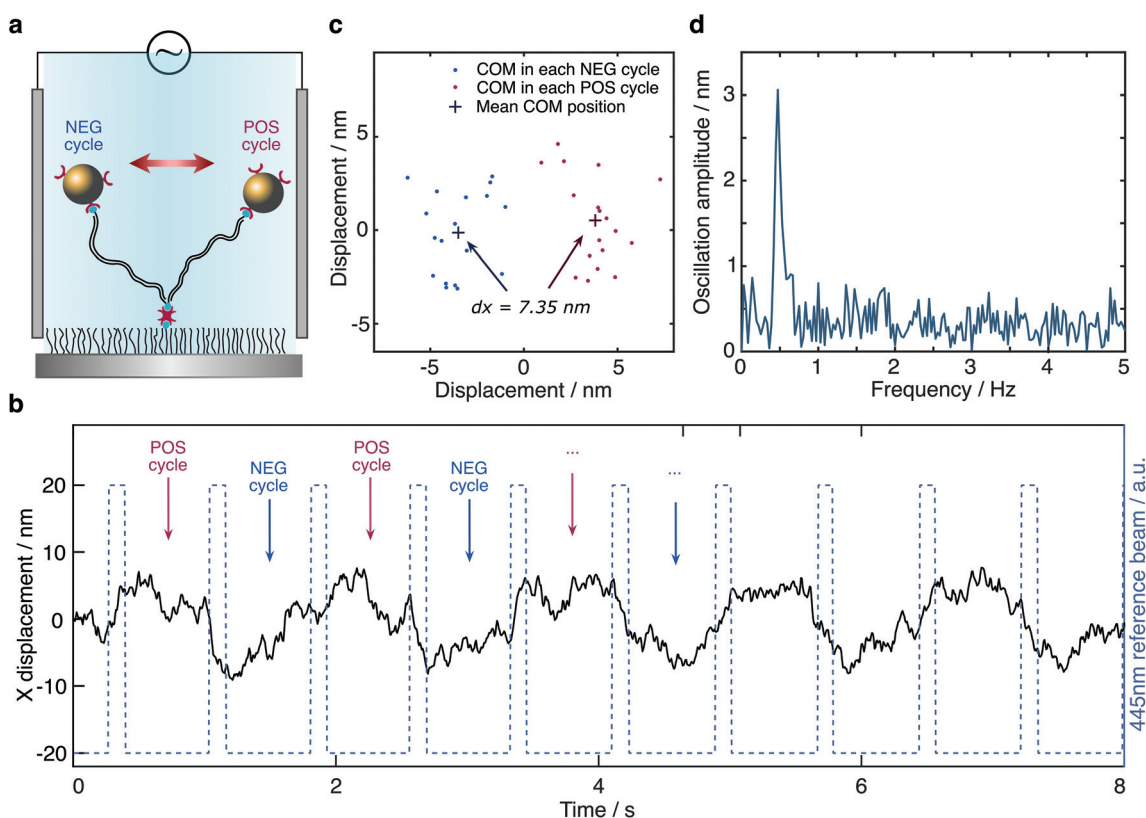 a
NEG
cycle
POS
cycle
c
COM in each NEG cycle
COM in each POS cycle
Mean COM position
Displacement / nm
5
0
-5
dx = 7.35 nm
-5
0
5
Displacement / nm
d
Oscillation amplitude / nm
3
2
1
0
0
1
2
3
4
5
Frequency / Hz
b
X displacement / nm
20
10
0
-10
-20
POS
cycle
NEG
cycle
POS
cycle
NEG
cycle
...
...
445nm reference beam / a.u.
0
2
4
6
8
Time / s